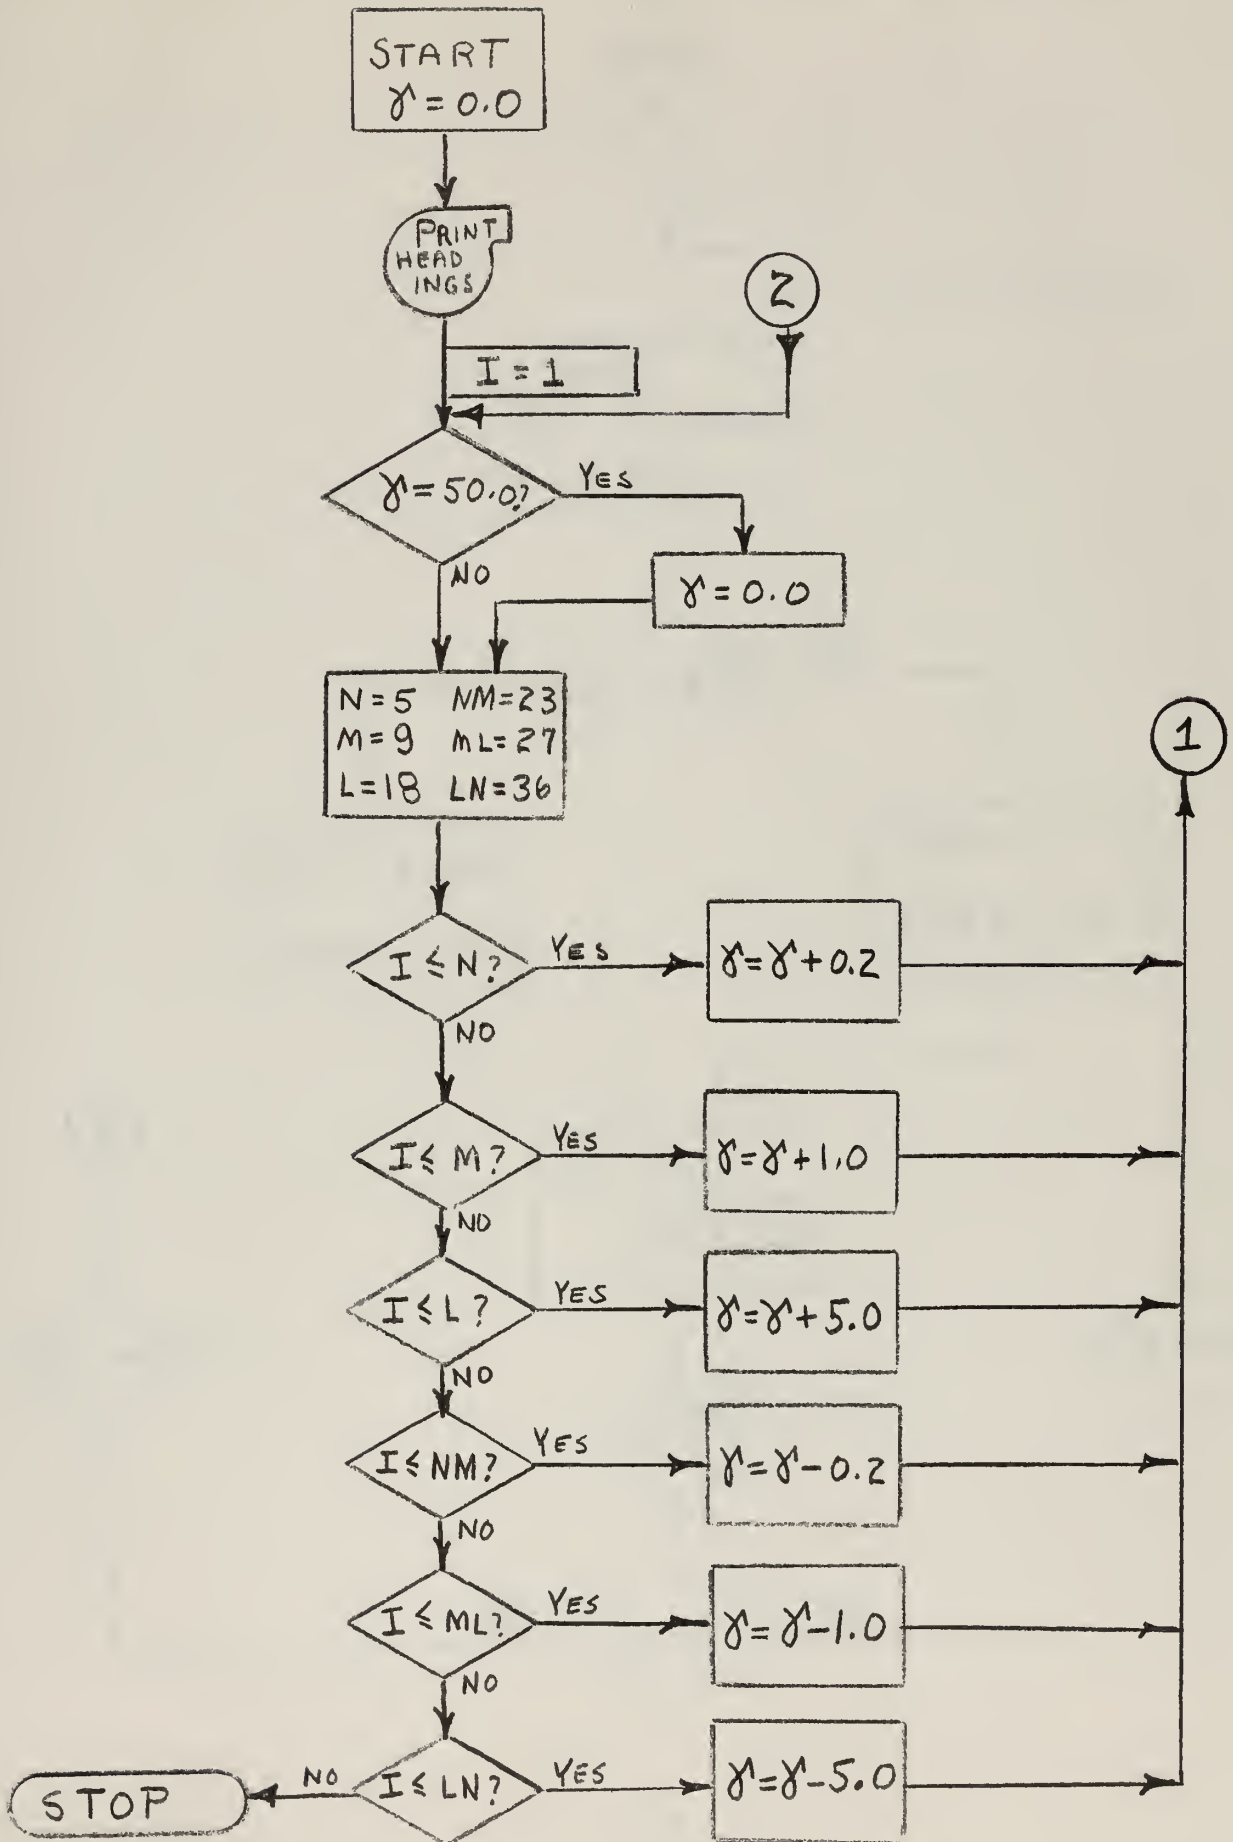 START
γ = 0.0
PRINT
HEAD
INGS
2
I = 1
γ = 50.0?
YES
NO
γ = 0.0
N = 5 NM = 23
M = 9 ML = 27
L = 18 LN = 36
1
I ≤ N?
YES
γ = γ + 0.2
NO
I ≤ M?
YES
γ = γ + 1.0
NO
I ≤ L?
YES
γ = γ + 5.0
NO
I ≤ NM?
YES
γ = γ - 0.2
NO
I ≤ ML?
YES
γ = γ - 1.0
NO
I ≤ LN?
YES
γ = γ - 5.0
NO
STOP